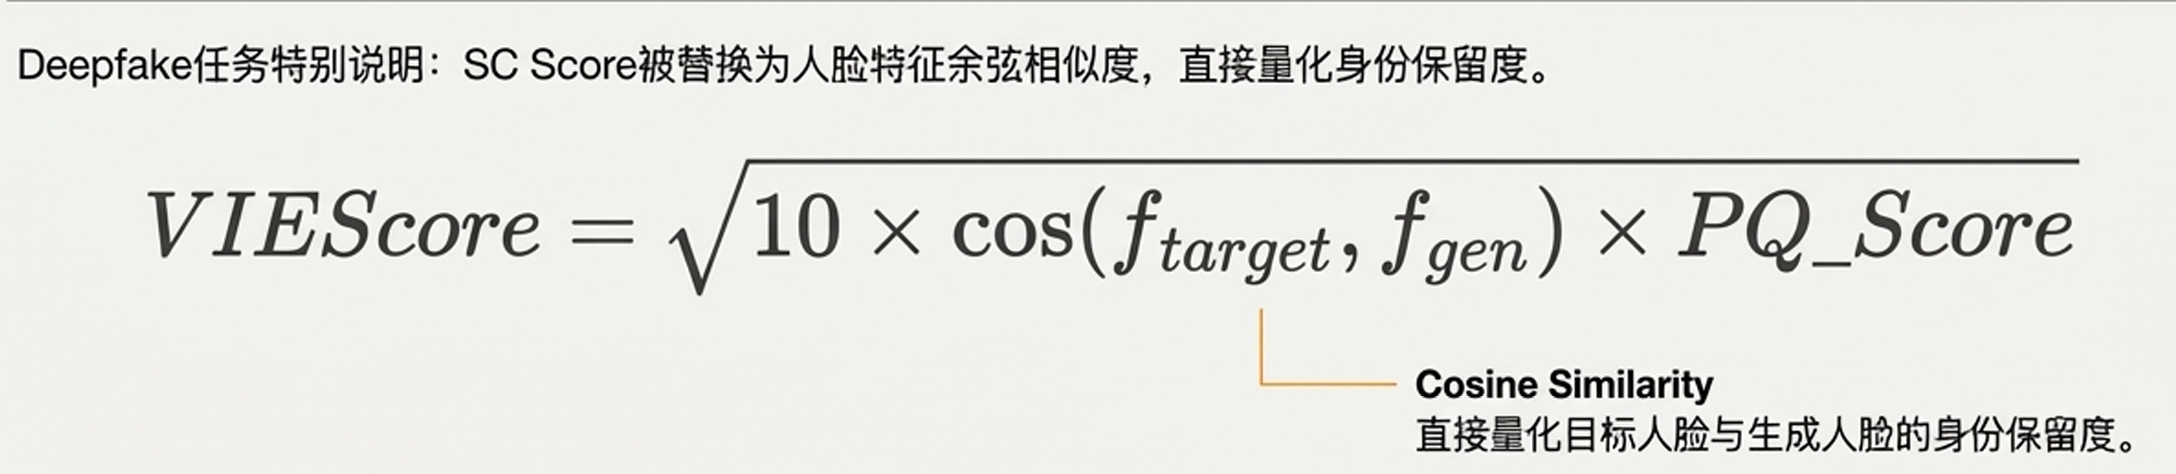 Deepfake任务特别说明：SC Score被替换为人脸特征余弦相似度，直接量化身份保留度。
VIEScore = √10 × cos(f_target, f_gen) × PQ_Score
Cosine Similarity
直接量化目标人脸与生成人脸的身份保留度。